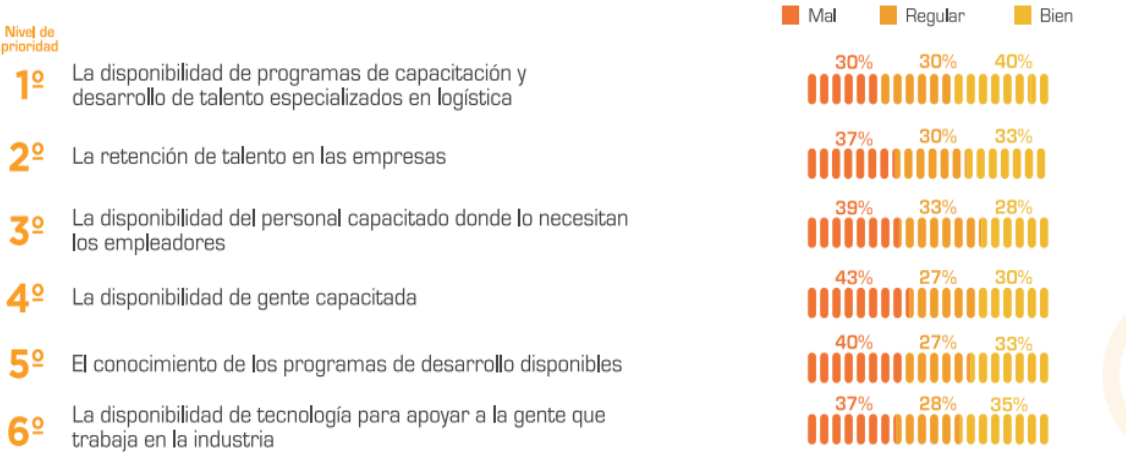 Mal Regular Bien
Nivel de
prioridad
1º La disponibilidad de programas de capacitación y
desarrollo de talento especializados en logística
30% 30% 40%
2º La retención de talento en las empresas
37% 30% 33%
3º La disponibilidad del personal capacitado donde lo necesitan
los empleadores
39% 33% 28%
4º La disponibilidad de gente capacitada
43% 27% 30%
5º El conocimiento de los programas de desarrollo disponibles
40% 27% 33%
6º La disponibilidad de tecnología para apoyar a la gente que
trabaja en la industria
37% 28% 35%